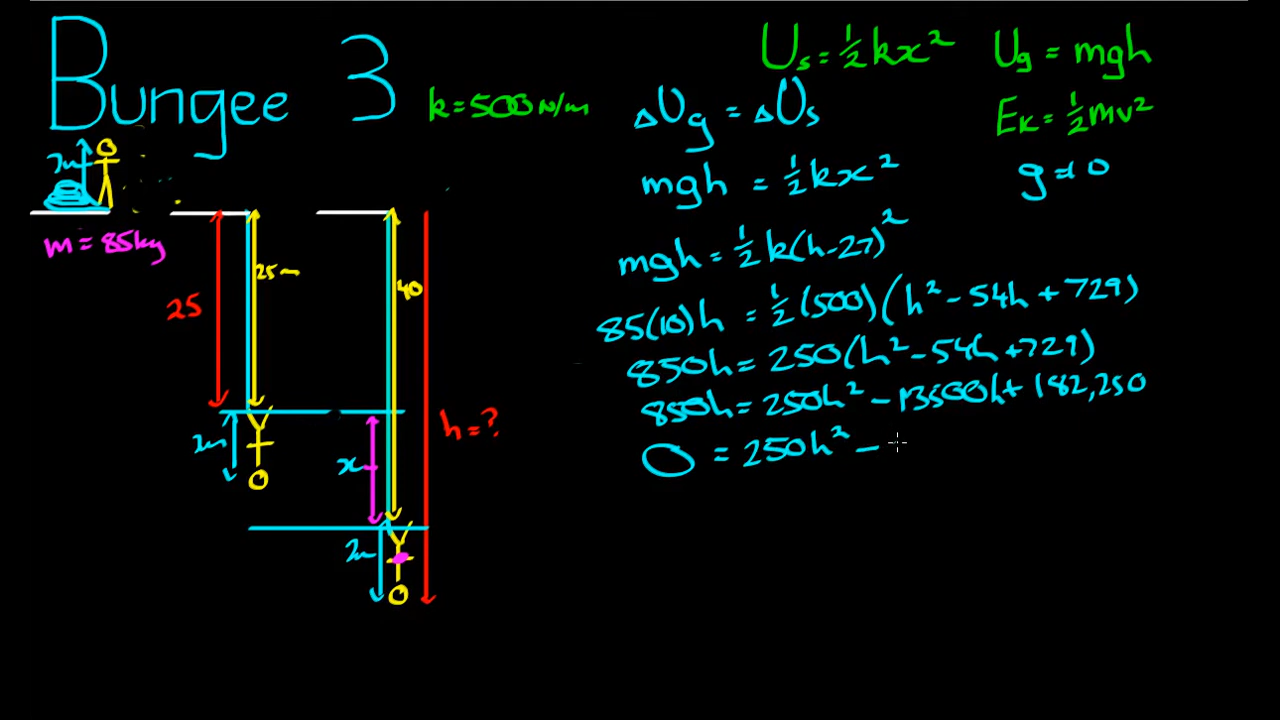 Bungee 3
k=500N/m
Us = ½kx²
Ug = mgh
Ek = ½mv²
2m
m = 85kg
25
25m
2m
40
x
2m
h=?
ΔUg = ΔUs
mgh = ½kx²
mgh = ½k(h-27)²
85(10)h = ½(500)(h² - 54h + 729)
850h = 250(h² - 54h + 729)
850h = 250h² - 13500h + 182,250
0 = 250h² -